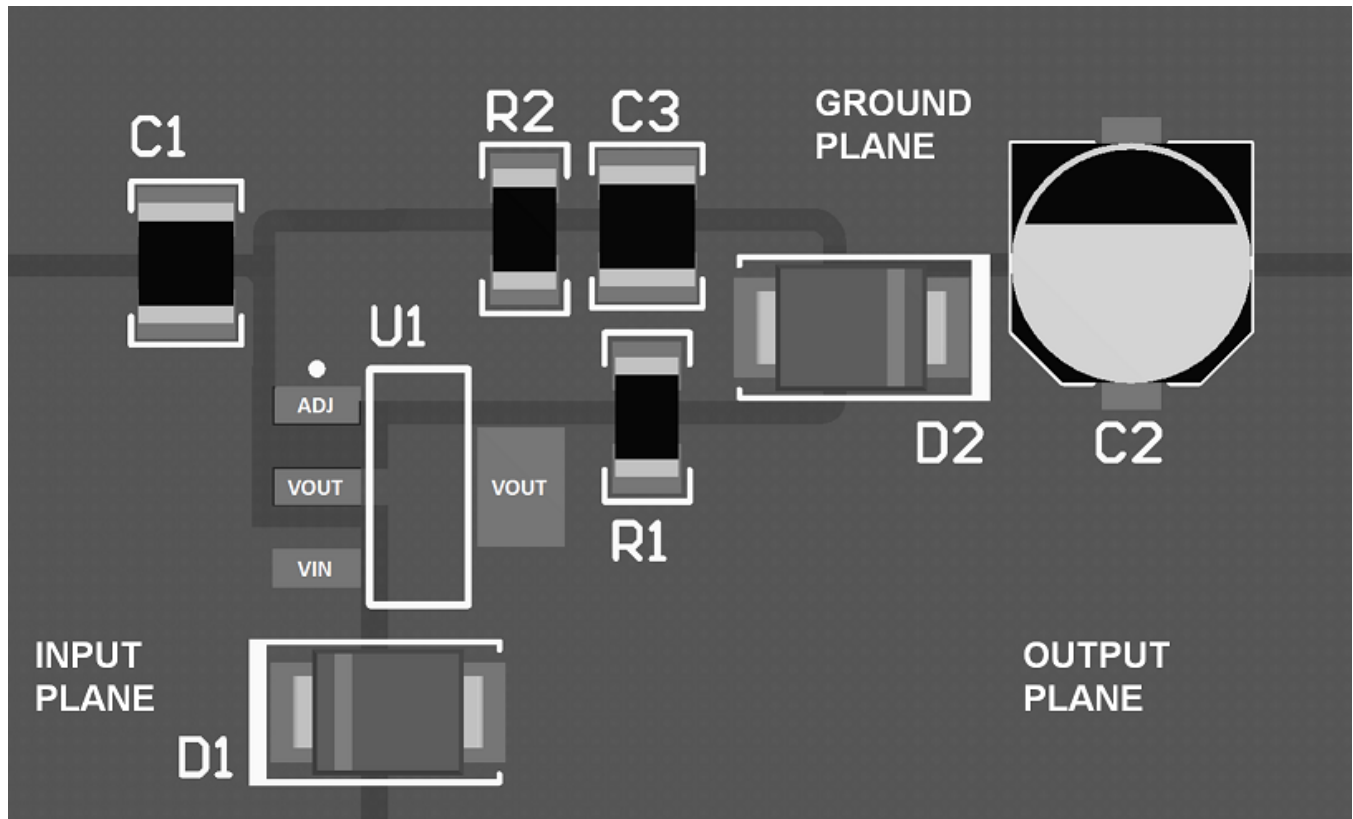 R2
C3
GROUND
PLANE
C1
U1
ADJ
VOUT
VOUT
VIN
R1
D2
C2
INPUT
PLANE
OUTPUT
PLANE
D1